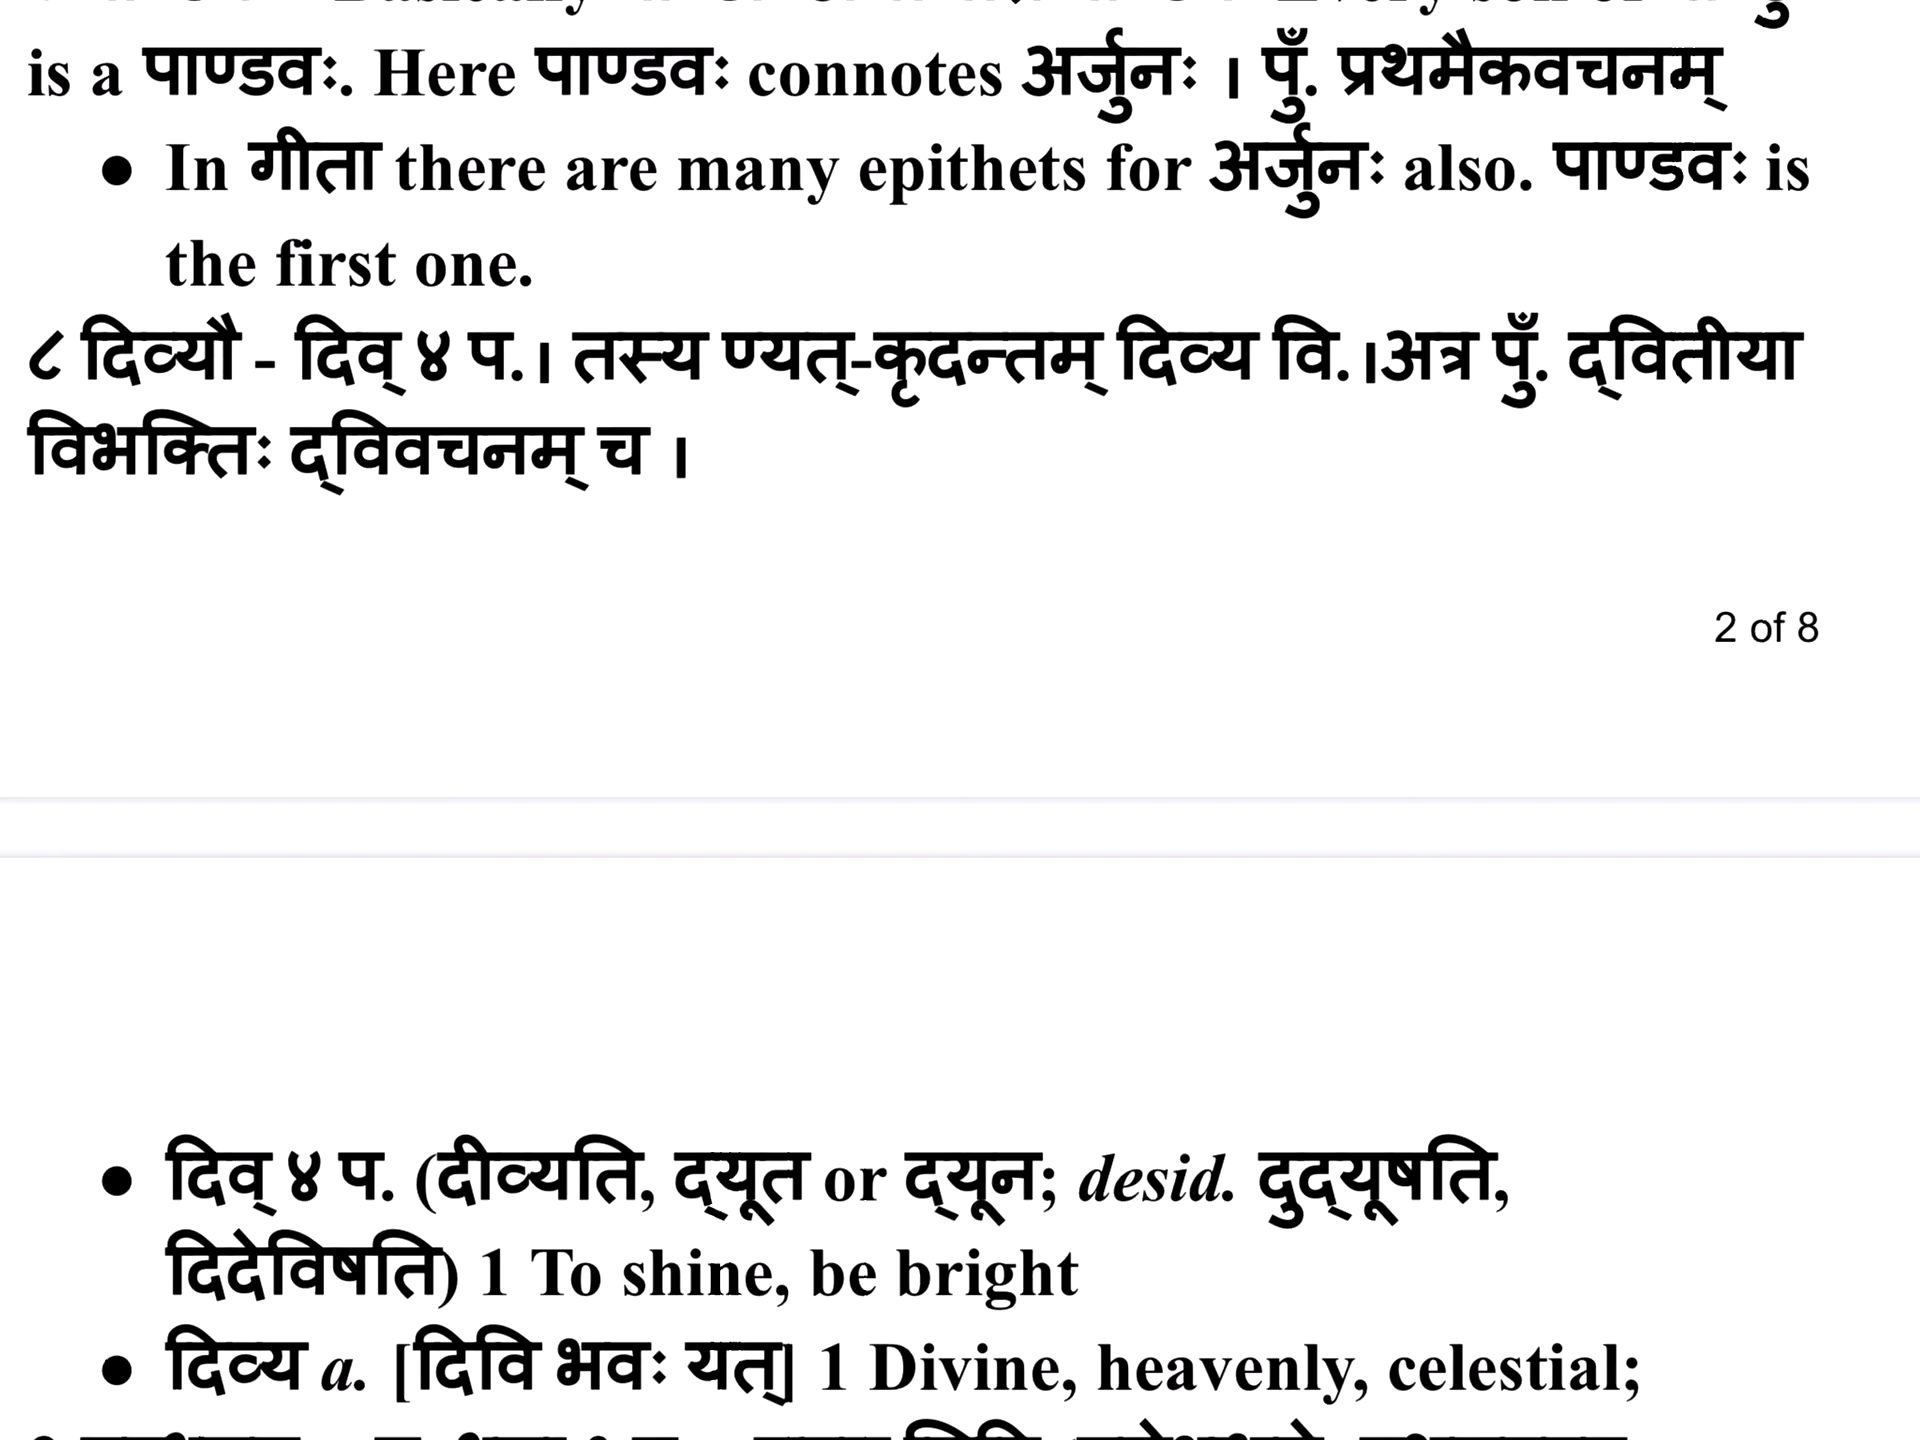 is a पाण्डवः. Here पाण्डवः connotes अर्जुनः । पुँ. प्रथमैकवचनम्
● In गीता there are many epithets for अर्जुनः also. पाण्डवः is
the first one.
८ दिव्यौ - दिव् ४ प.। तस्य ण्यत्-कृदन्तम् दिव्य वि.।अत्र पुँ. द्वितीया
विभक्तिः द्विवचनम् च ।
2 of 8
● दिव् ४ प. (दीव्यति, द्यूत or द्यून; desid. दुद्यूषति,
दिदेविषति) 1 To shine, be bright
● दिव्य a. [दिवि भवः यत्] 1 Divine, heavenly, celestial;